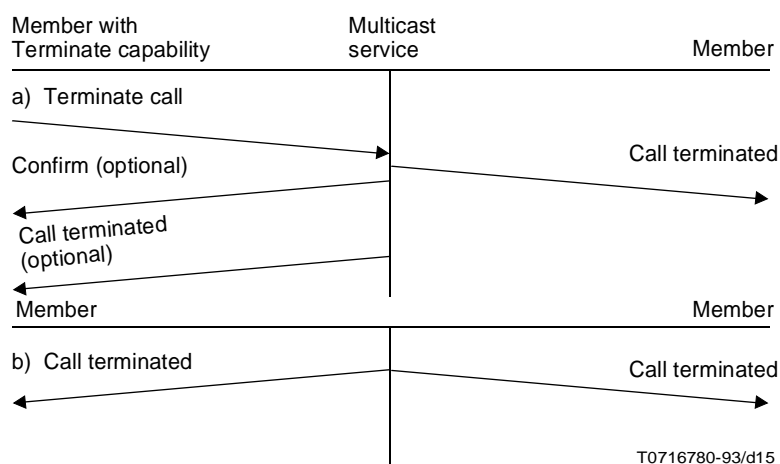 Member with
Terminate capability
Multicast
service
Member
a) Terminate call
Call terminated
Confirm (optional)
Call terminated
(optional)
Member
Member
b) Call terminated
Call terminated
T0716780-93/d15